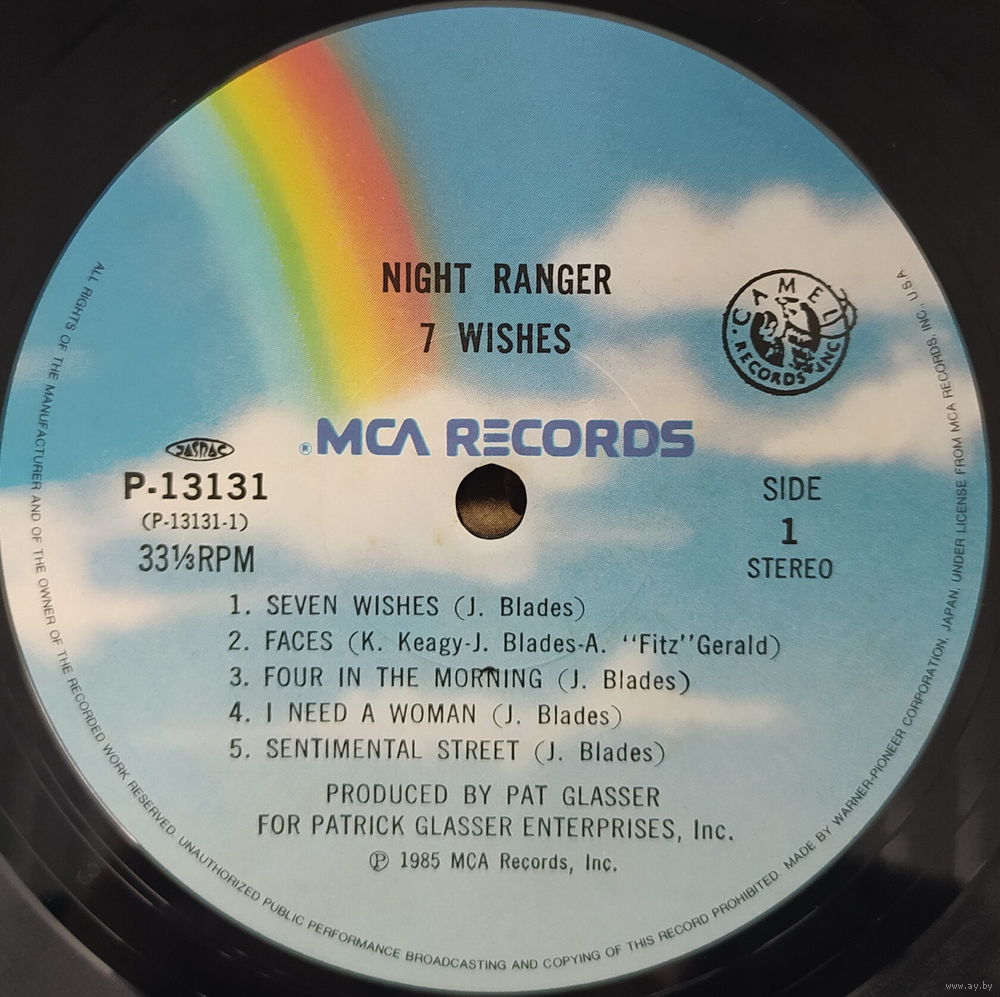 NIGHT RANGER
7 WISHES
CAMEL RECORDS INC.
® MCA RECORDS
JASRAC
P-13131
(P-13131-1)
33⅓RPM
SIDE
1
STEREO
1. SEVEN WISHES (J. Blades)
2. FACES (K. Keagy-J. Blades-A. “Fitz”Gerald)
3. FOUR IN THE MORNING (J. Blades)
4. I NEED A WOMAN (J. Blades)
5. SENTIMENTAL STREET (J. Blades)
PRODUCED BY PAT GLASSER
FOR PATRICK GLASSER ENTERPRISES, Inc.
℗ 1985 MCA Records, Inc.
ALL RIGHTS OF THE MANUFACTURER AND OF THE OWNER OF THE RECORDED WORK RESERVED. UNAUTHORIZED PUBLIC PERFORMANCE BROADCASTING AND COPYING OF THIS RECORD PROHIBITED. MADE BY WARNER-PIONEER CORPORATION, JAPAN. UNDER LICENSE FROM MCA RECORDS, INC., U.S.A.
www.ay.by